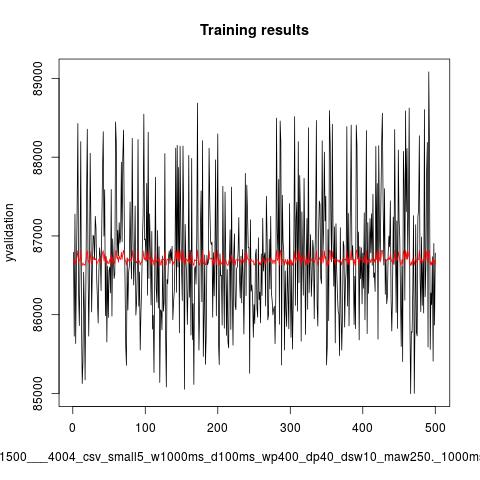 Training results
yvalidation
89000
88000
87000
86000
85000
0 100 200 300 400 500
1500___4004_csv_small5_w1000ms_d100ms_wp400_dp40_dsw10_maw250._1000ms